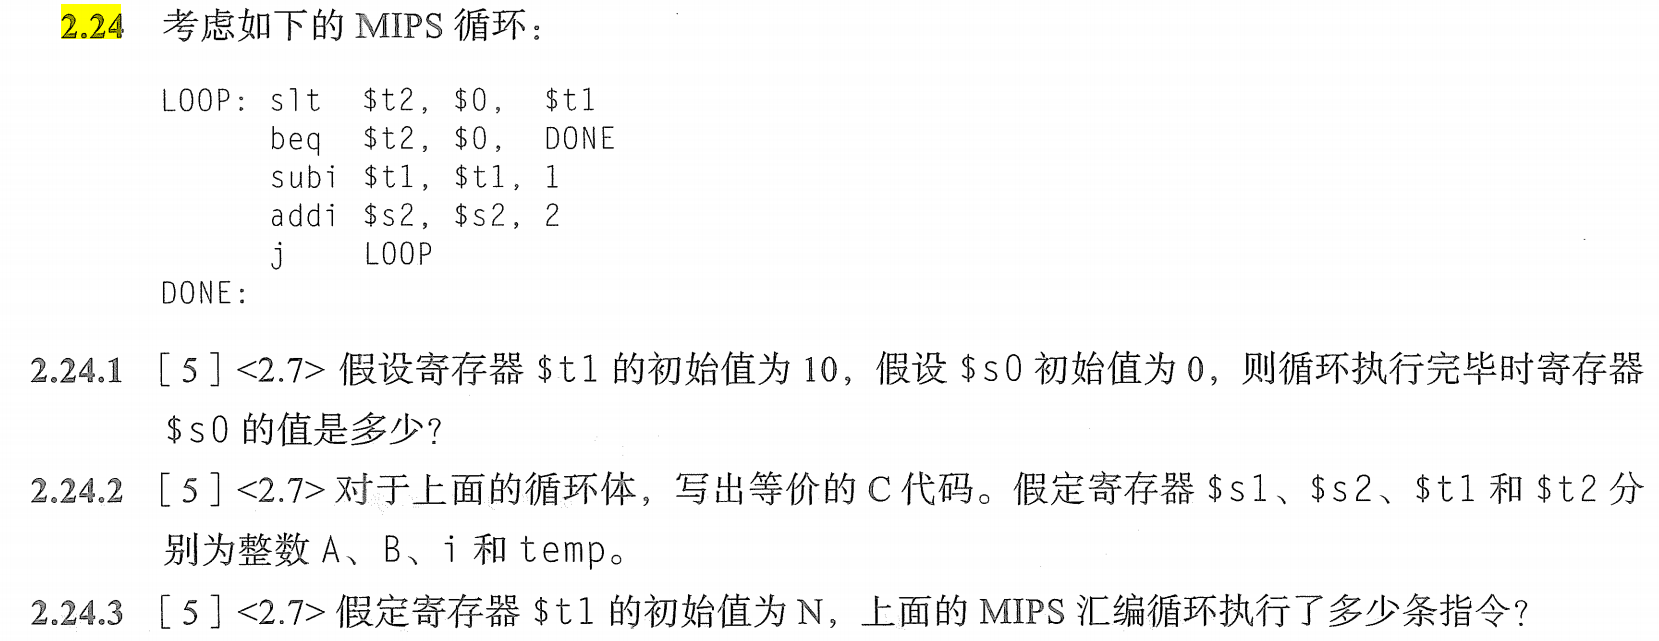 2.24 考虑如下的 MIPS 循环：
LOOP: slt $t2, $0, $t1
beq $t2, $0, DONE
subi $t1, $t1, 1
addi $s2, $s2, 2
j LOOP
DONE:
2.24.1 [5] <2.7> 假设寄存器 $t1 的初始值为 10，假设 $s0 初始值为 0，则循环执行完毕时寄存器
$s0 的值是多少？
2.24.2 [5] <2.7> 对于上面的循环体，写出等价的 C 代码。假定寄存器 $s1、$s2、$t1 和 $t2 分
别为整数 A、B、i 和 temp。
2.24.3 [5] <2.7> 假定寄存器 $t1 的初始值为 N，上面的 MIPS 汇编循环执行了多少条指令？